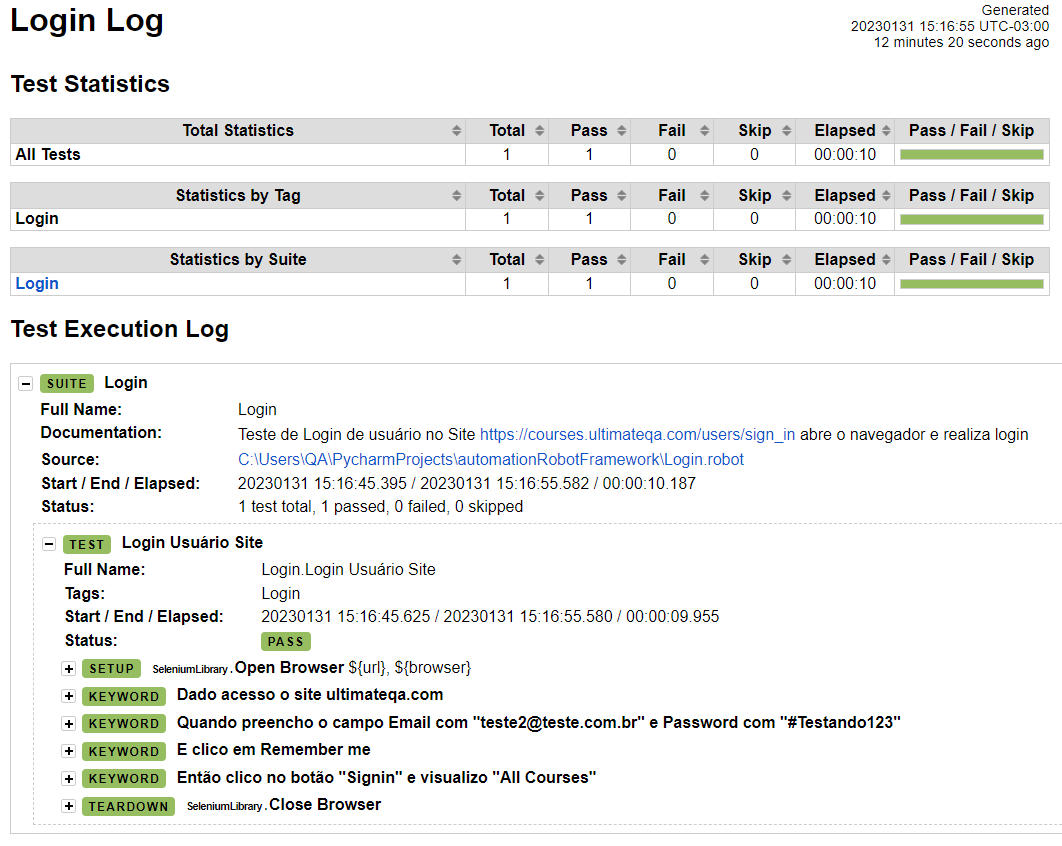 Login Log
Generated
20230131 15:16:55 UTC-03:00
12 minutes 20 seconds ago
Test Statistics
Total Statistics Total Pass Fail Skip Elapsed Pass / Fail / Skip
All Tests 1 1 0 0 00:00:10
Statistics by Tag Total Pass Fail Skip Elapsed Pass / Fail / Skip
Login 1 1 0 0 00:00:10
Statistics by Suite Total Pass Fail Skip Elapsed Pass / Fail / Skip
Login 1 1 0 0 00:00:10
Test Execution Log
SUITE Login
Full Name: Login
Documentation: Teste de Login de usuário no Site https://courses.ultimateqa.com/users/sign_in abre o navegador e realiza login
Source: C:\Users\QA\PycharmProjects\automationRobotFramework\Login.robot
Start / End / Elapsed: 20230131 15:16:45.395 / 20230131 15:16:55.582 / 00:00:10.187
Status: 1 test total, 1 passed, 0 failed, 0 skipped
TEST Login Usuário Site
Full Name: Login.Login Usuário Site
Tags: Login
Start / End / Elapsed: 20230131 15:16:45.625 / 20230131 15:16:55.580 / 00:00:09.955
Status: PASS
SETUP SeleniumLibrary.Open Browser ${url}, ${browser}
KEYWORD Dado acesso o site ultimateqa.com
KEYWORD Quando preencho o campo Email com "teste2@teste.com.br" e Password com "#Testando123"
KEYWORD E clico em Remember me
KEYWORD Então clico no botão "Signin" e visualizo "All Courses"
TEARDOWN SeleniumLibrary.Close Browser